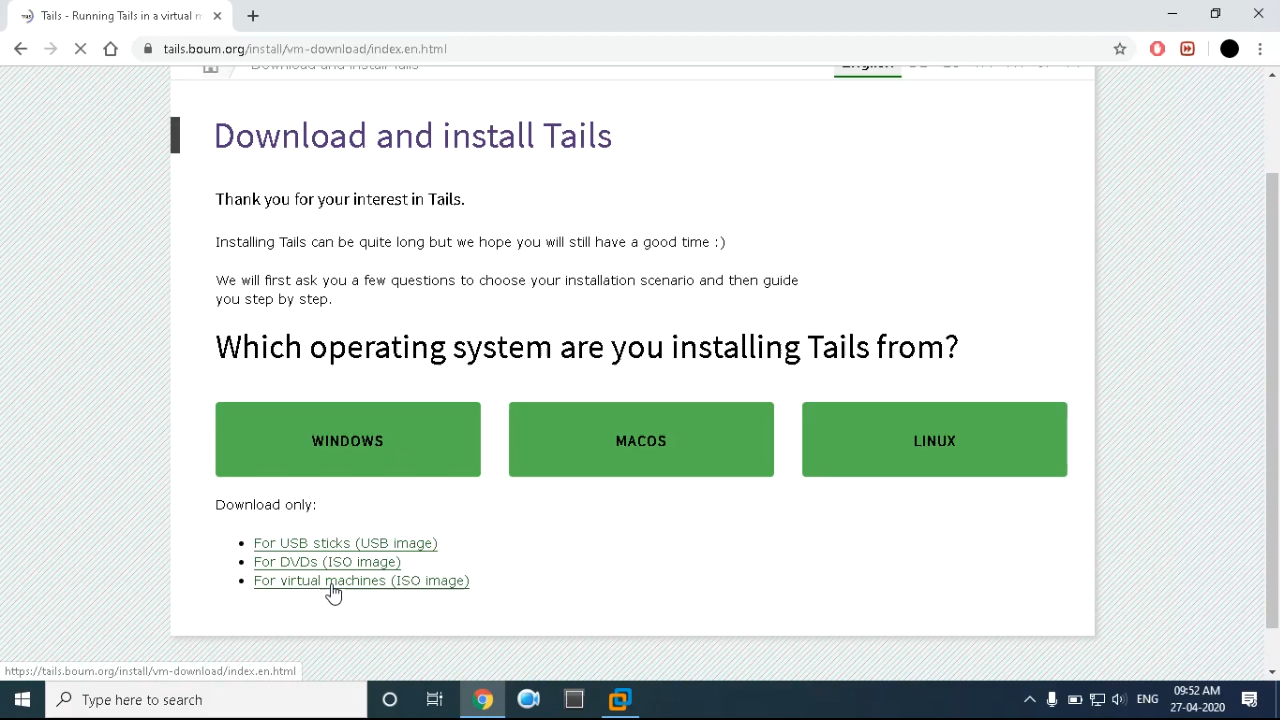 Tails - Running Tails in a virtual m
tails.boum.org/install/vm-download/index.en.html
Download and install Tails
English
Download and install Tails
Thank you for your interest in Tails.
Installing Tails can be quite long but we hope you will still have a good time :)
We will first ask you a few questions to choose your installation scenario and then guide
you step by step.
Which operating system are you installing Tails from?
WINDOWS
MACOS
LINUX
Download only:
For USB sticks (USB image)
For DVDs (ISO image)
For virtual machines (ISO image)
https://tails.boum.org/install/vm-download/index.en.html
Type here to search
ENG
09:52 AM
27-04-2020